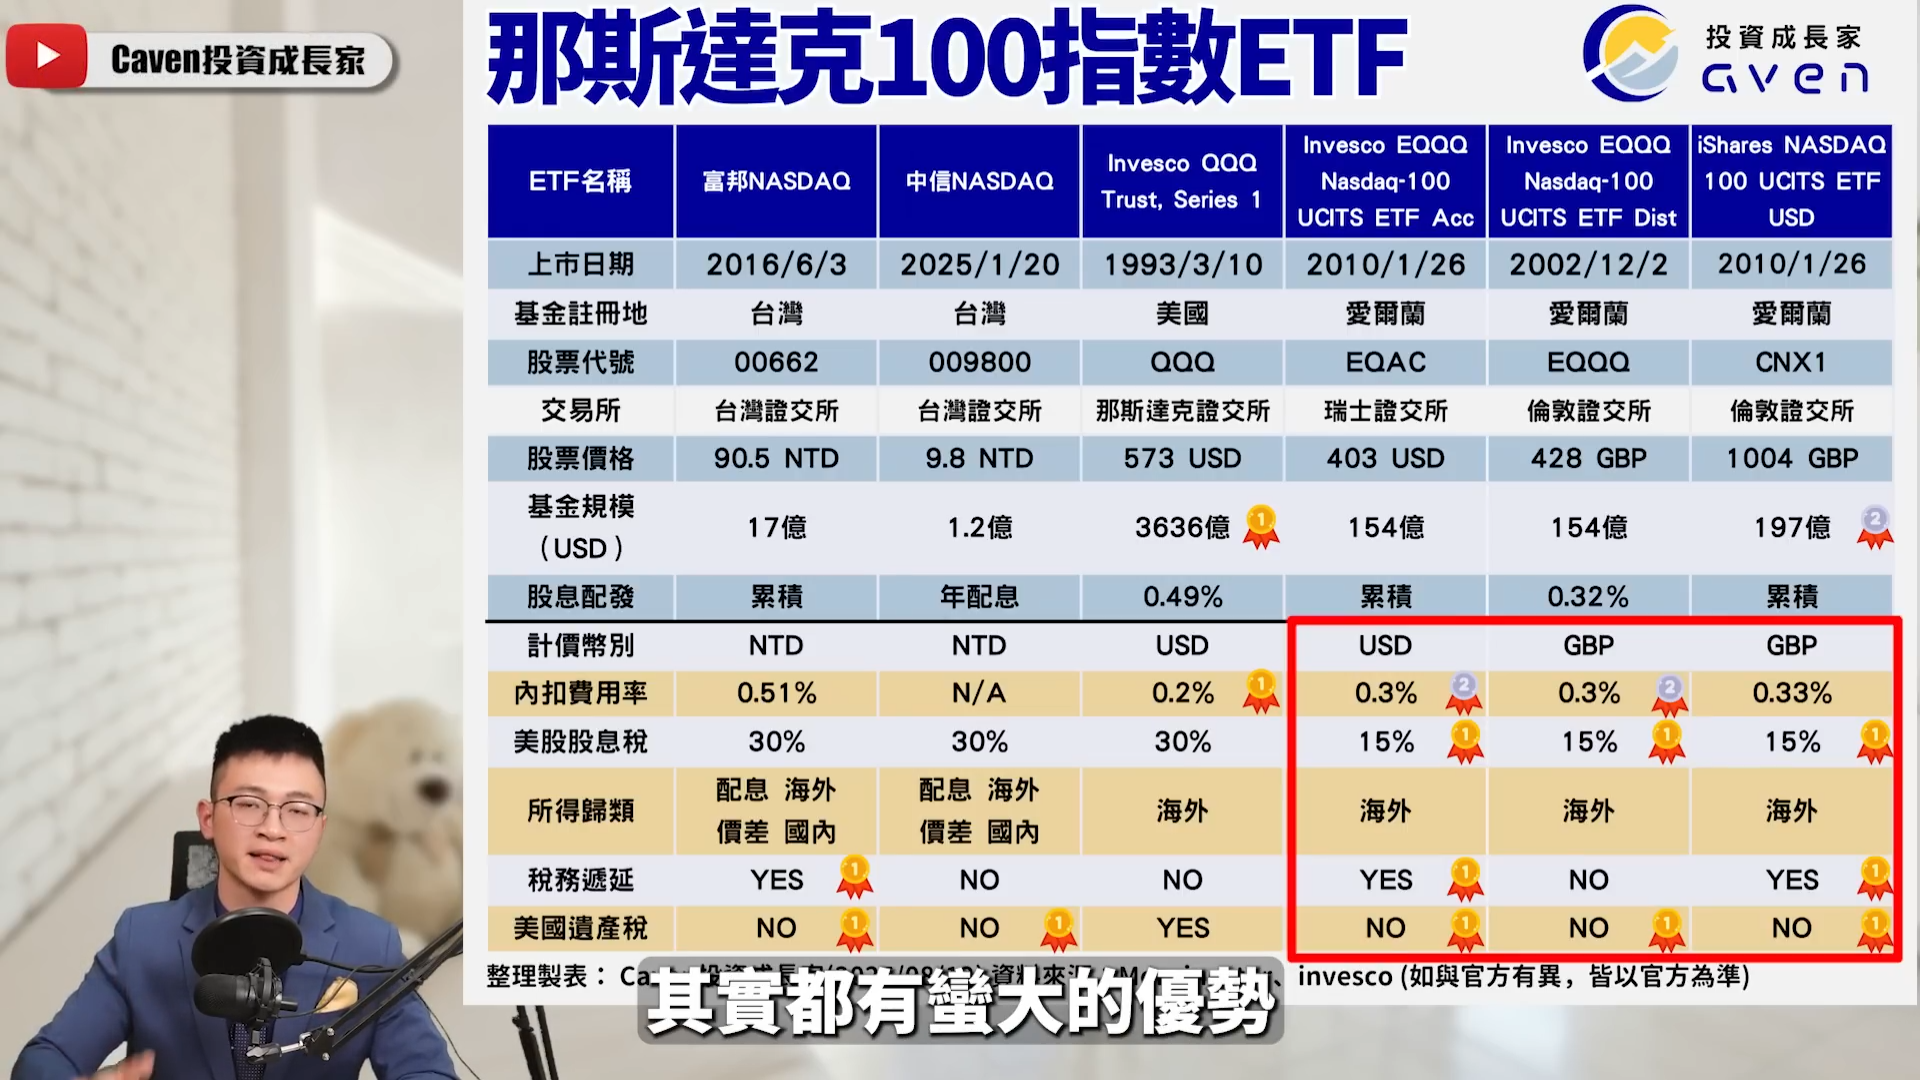 Caven投資成長家
那斯達克100指數ETF
投資成長家
aven
ETF名稱 富邦NASDAQ 中信NASDAQ Invesco QQQ Trust, Series 1 Invesco EQQQ Nasdaq-100 UCITS ETF Acc Invesco EQQQ Nasdaq-100 UCITS ETF Dist iShares NASDAQ 100 UCITS ETF USD
上市日期 2016/6/3 2025/1/20 1993/3/10 2010/1/26 2002/12/2 2010/1/26
基金註冊地 台灣 台灣 美國 愛爾蘭 愛爾蘭 愛爾蘭
股票代號 00662 009800 QQQ EQAC EQQQ CNX1
交易所 台灣證交所 台灣證交所 那斯達克證交所 瑞士證交所 倫敦證交所 倫敦證交所
股票價格 90.5 NTD 9.8 NTD 573 USD 403 USD 428 GBP 1004 GBP
基金規模（USD） 17億 1.2億 3636億 1 154億 154億 197億 2
股息配發 累積 年配息 0.49% 累積 0.32% 累積
計價幣別 NTD NTD USD USD GBP GBP
內扣費用率 0.51% N/A 0.2% 1 0.3% 2 0.3% 2 0.33%
美股股息稅 30% 30% 30% 15% 1 15% 1 15% 1
所得歸類 配息 海外 價差 國內 配息 海外 價差 國內 海外 海外 海外 海外
稅務遞延 YES 1 NO NO YES 1 NO YES 1
美國遺產稅 NO 1 NO 1 YES NO 1 NO 1 NO 1
整理製表： 資料來源 、invesco (如與官方有異，皆以官方為準)
其實都有蠻大的優勢